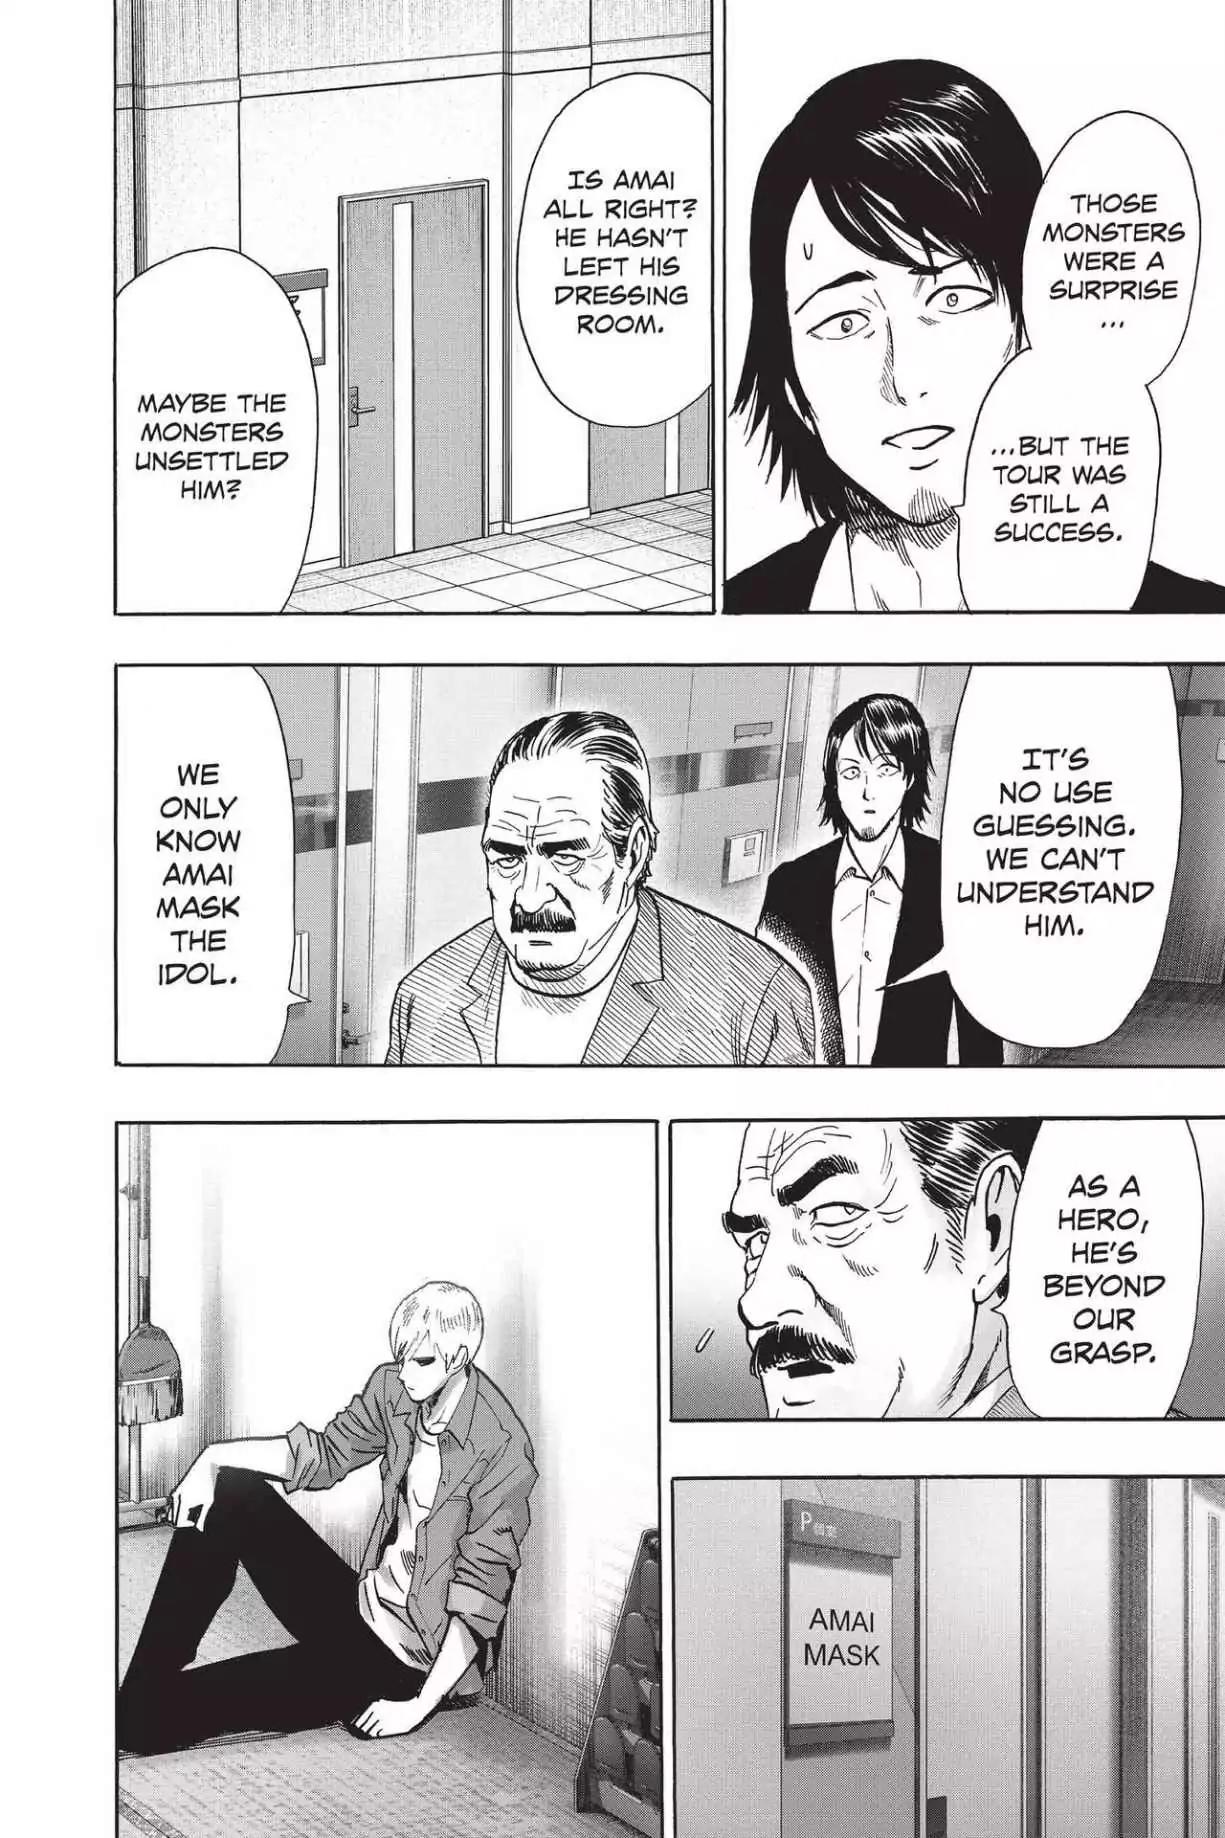 THOSE
MONSTERS
WERE A
SURPRISE
...
...BUT THE
TOUR WAS
STILL A
SUCCESS.
IS AMAI
ALL RIGHT?
HE HASN'T
LEFT HIS
DRESSING
ROOM.
MAYBE THE
MONSTERS
UNSETTLED
HIM?
IT'S
NO USE
GUESSING.
WE CAN'T
UNDERSTAND
HIM.
WE
ONLY
KNOW
AMAI
MASK
THE
IDOL.
AS A
HERO,
HE'S
BEYOND
OUR
GRASP.
P
AMAI
MASK